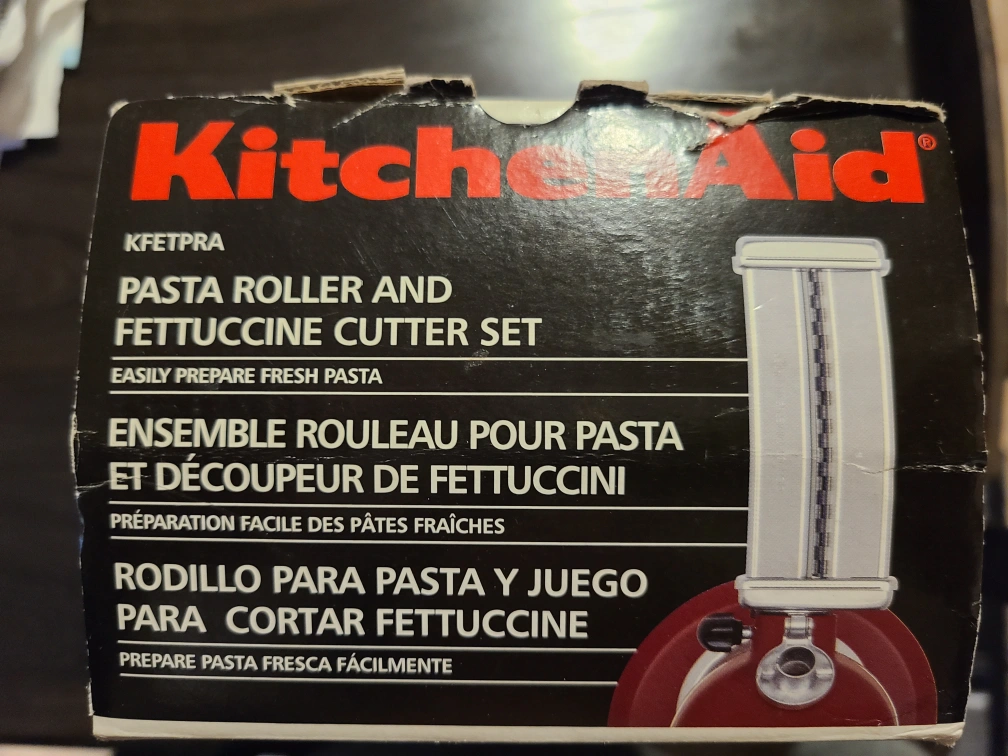 KitchenAid®
KFETPRA
PASTA ROLLER AND
FETTUCCINE CUTTER SET
EASILY PREPARE FRESH PASTA
ENSEMBLE ROULEAU POUR PASTA
ET DÉCOUPEUR DE FETTUCCINI
PRÉPARATION FACILE DES PÂTES FRAÎCHES
RODILLO PARA PASTA Y JUEGO
PARA CORTAR FETTUCCINE
PREPARE PASTA FRESCA FÁCILMENTE